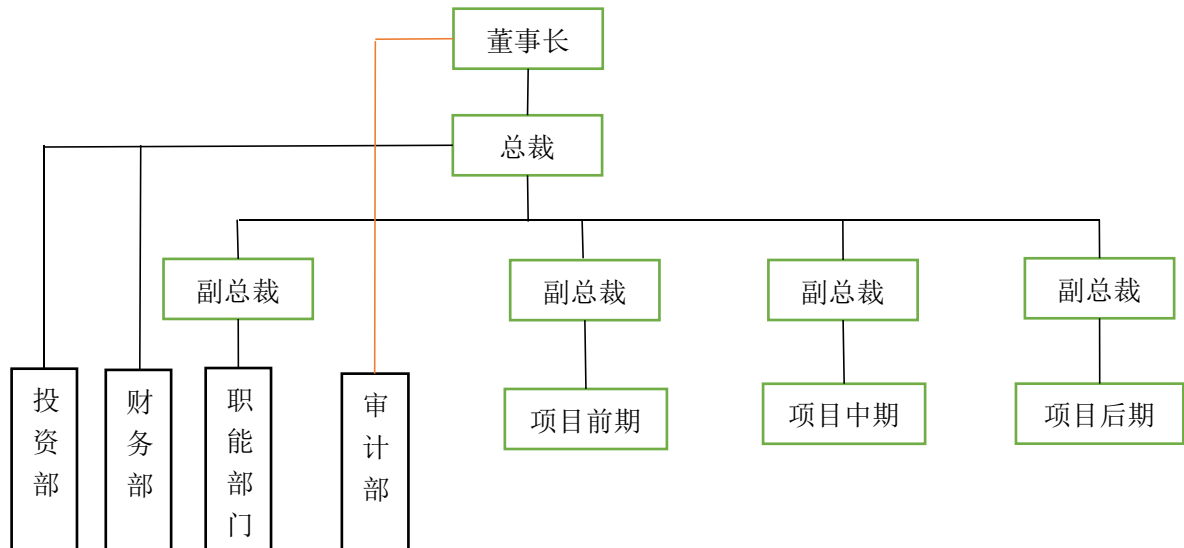 董事长
总裁
副总裁
副总裁
副总裁
副总裁
投资部
财务部
职能部门
审计部
项目前期
项目中期
项目后期